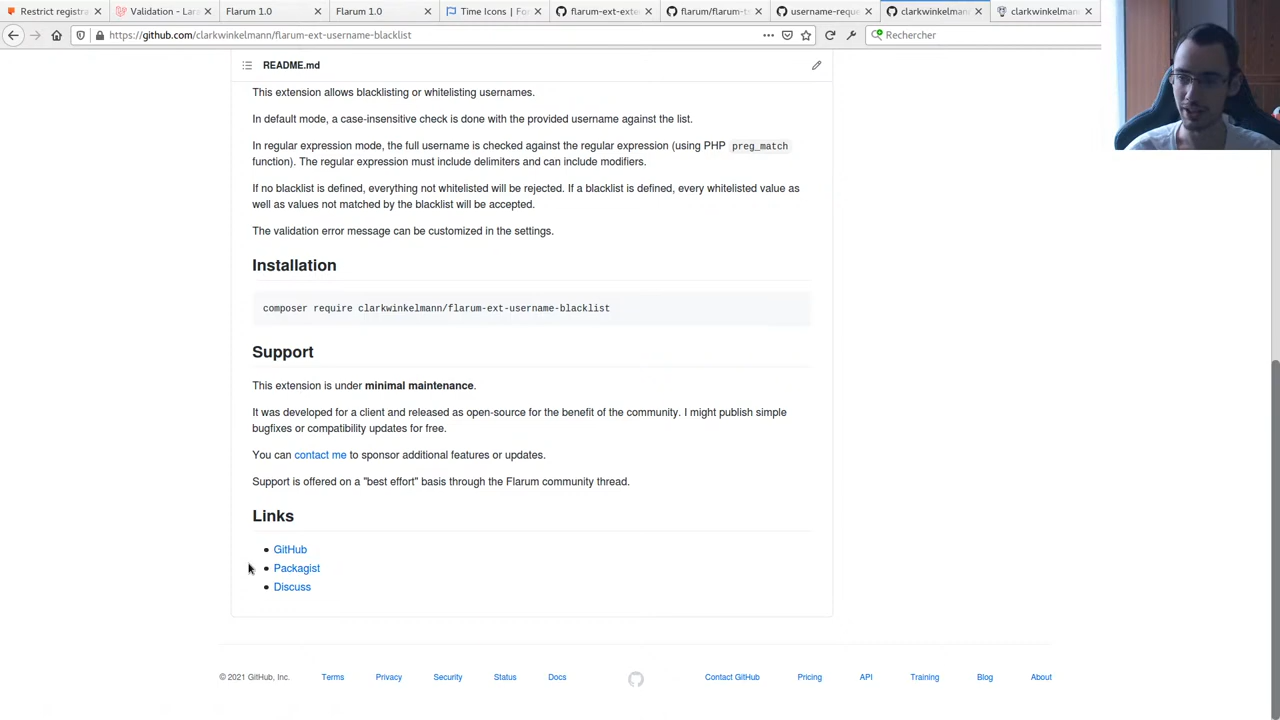 Restrict registra
Validation - Lar
Flarum 1.0
Flarum 1.0
Time Icons | For
flarum-ext-exter
flarum/flarum-ts
username-reque
clarkwinkelmann
clarkwinkelmann
https://github.com/clarkwinkelmann/flarum-ext-username-blacklist
Rechercher
README.md
This extension allows blacklisting or whitelisting usernames.
In default mode, a case-insensitive check is done with the provided username against the list.
In regular expression mode, the full username is checked against the regular expression (using PHP preg_match
function). The regular expression must include delimiters and can include modifiers.
If no blacklist is defined, everything not whitelisted will be rejected. If a blacklist is defined, every whitelisted value as
well as values not matched by the blacklist will be accepted.
The validation error message can be customized in the settings.
Installation
composer require clarkwinkelmann/flarum-ext-username-blacklist
Support
This extension is under minimal maintenance.
It was developed for a client and released as open-source for the benefit of the community. I might publish simple
bugfixes or compatibility updates for free.
You can contact me to sponsor additional features or updates.
Support is offered on a "best effort" basis through the Flarum community thread.
Links
GitHub
Packagist
Discuss
© 2021 GitHub, Inc. Terms Privacy Security Status Docs Contact GitHub Pricing API Training Blog About